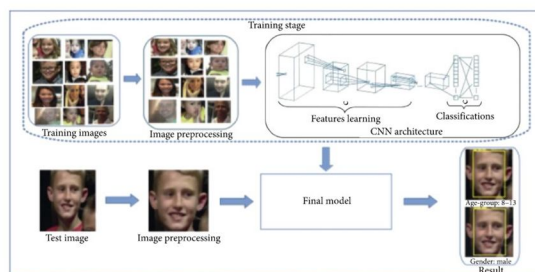 Training stage
Training images
Image preprocessing
Features learning
Classifications
CNN architecture
Test image
Image preprocessing
Final model
Age-group: 8–13
Gender: male
Result